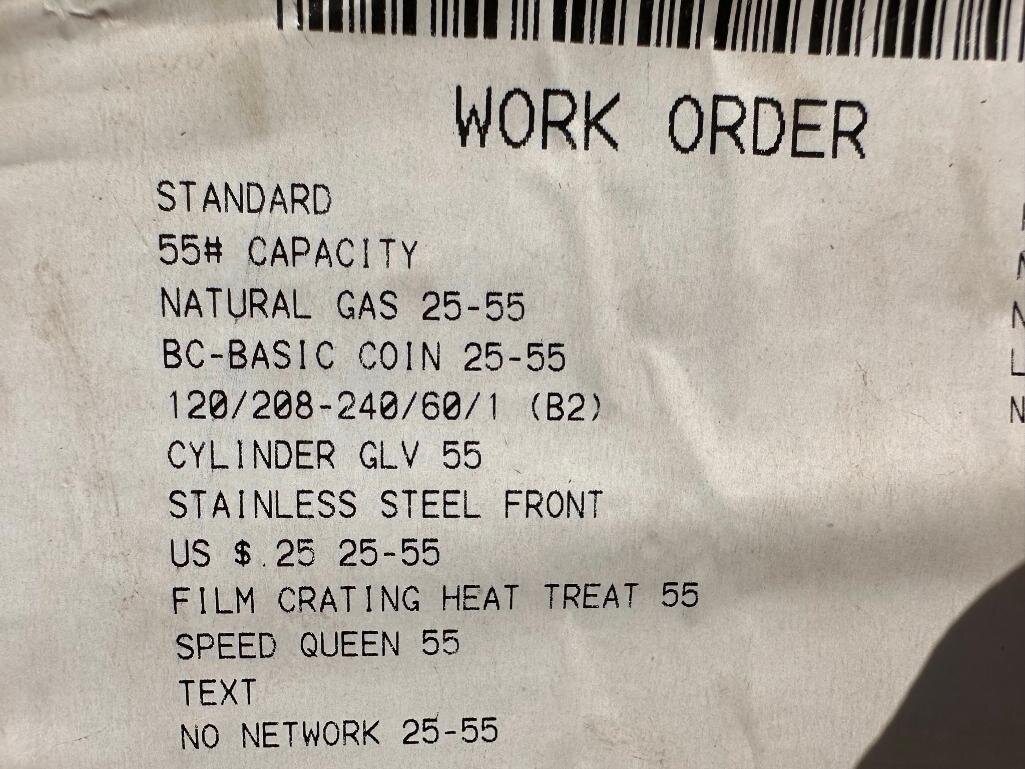 WORK ORDER
STANDARD
55# CAPACITY
NATURAL GAS 25-55
BC-BASIC COIN 25-55
120/208-240/60/1 (B2)
CYLINDER GLV 55
STAINLESS STEEL FRONT
US $.25 25-55
FILM CRATING HEAT TREAT 55
SPEED QUEEN 55
TEXT
NO NETWORK 25-55